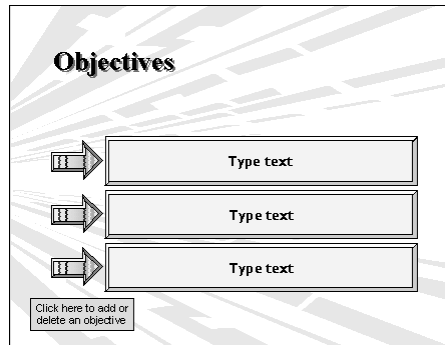 Objectives
Type text
Type text
Type text
Click here to add or
delete an objective